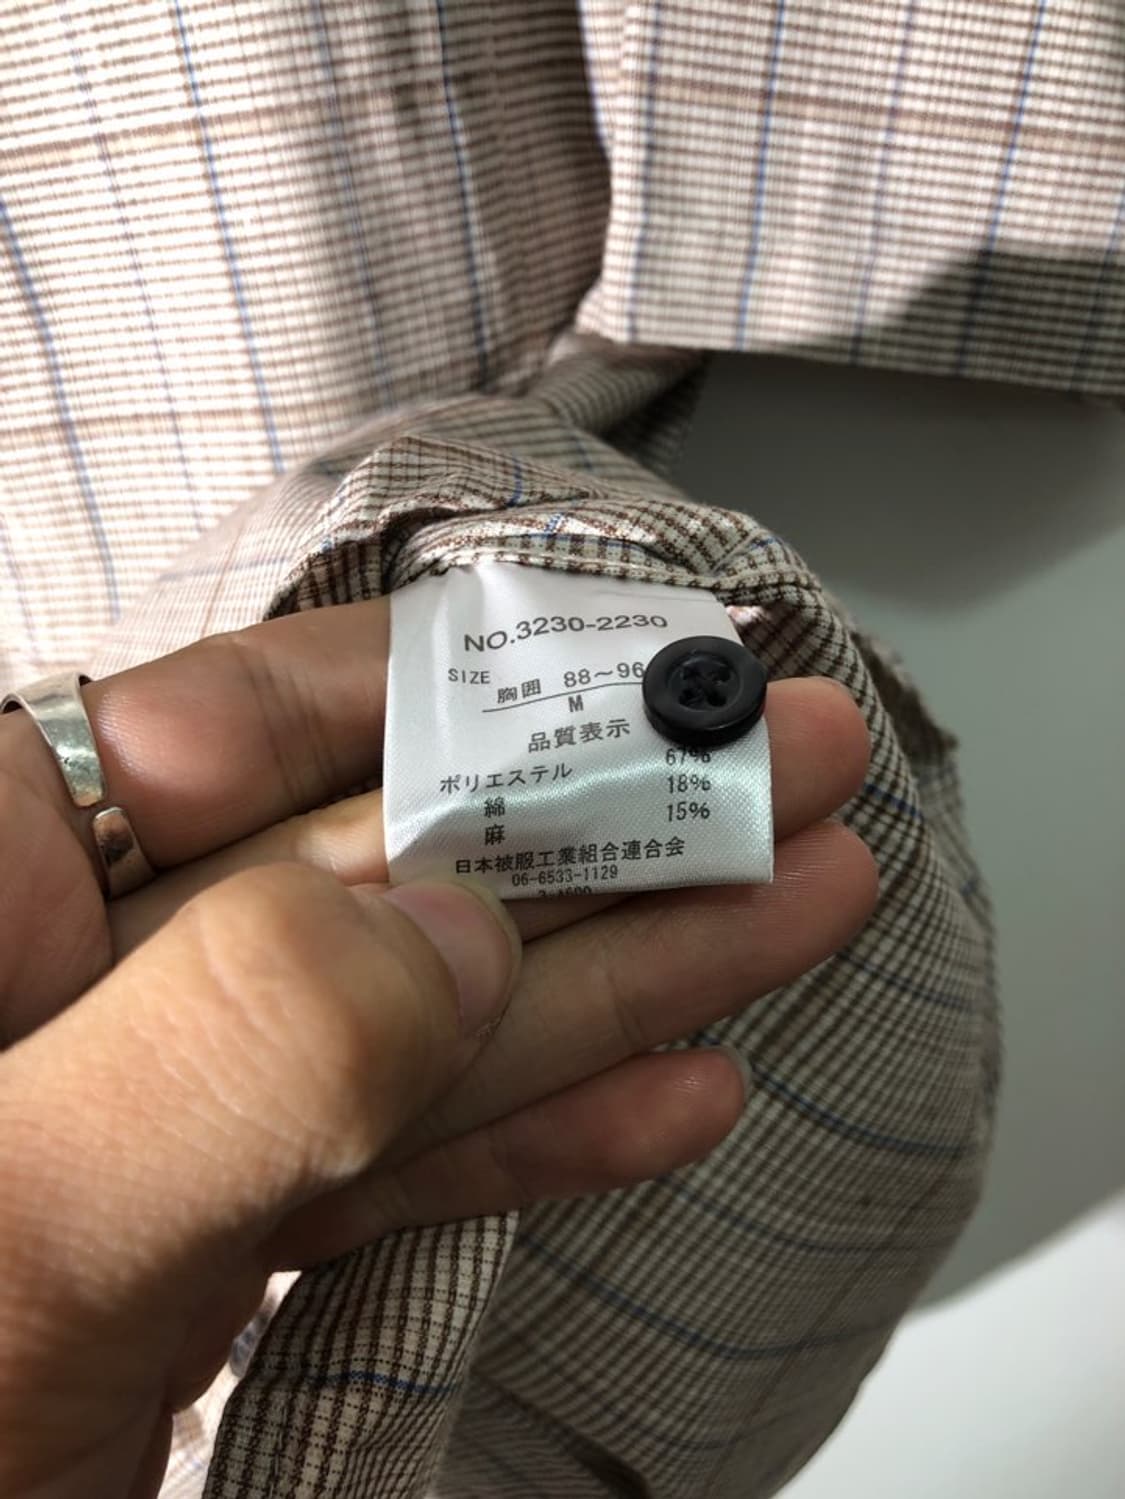 NO.3230-2230
SIZE
胸囲 88～96
M
品質表示
ポリエステル 67%
綿 18%
麻 15%
日本被服工業組合連合会
06-6533-1129